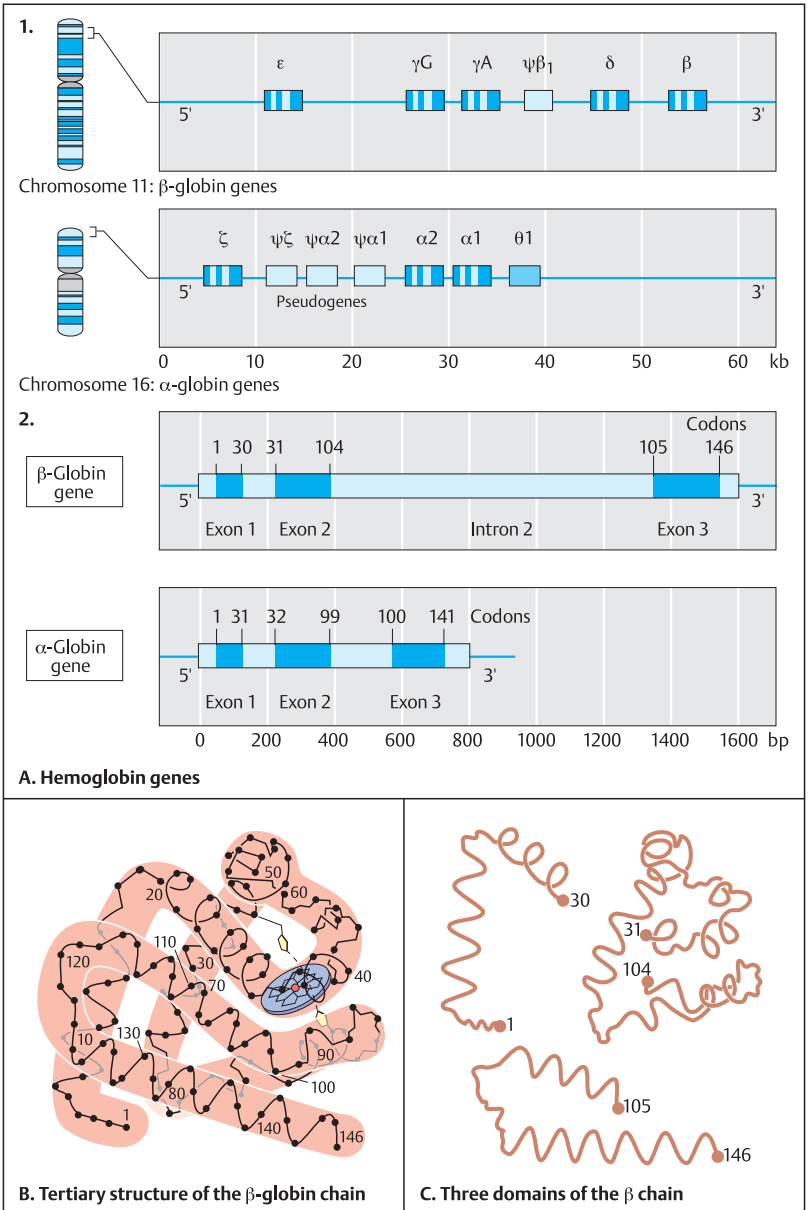 1.
ε γG γA ψβ1 δ β
5' 3'
Chromosome 11: β-globin genes
ζ ψζ ψα2 ψα1 α2 α1 θ1
5' 3'
Pseudogenes
0 10 20 30 40 50 60 kb
Chromosome 16: α-globin genes
2.
Codons
1 30 31 104 105 146
β-Globin
gene
5' 3'
Exon 1 Exon 2 Intron 2 Exon 3
1 31 32 99 100 141 Codons
α-Globin
gene
5' 3'
Exon 1 Exon 2 Exon 3
0 200 400 600 800 1000 1200 1400 1600 bp
A. Hemoglobin genes
50
20
60
110
120
30
40
70
10
130
90
80
100
1
140
146
B. Tertiary structure of the β-globin chain
30
31
104
1
105
146
C. Three domains of the β chain